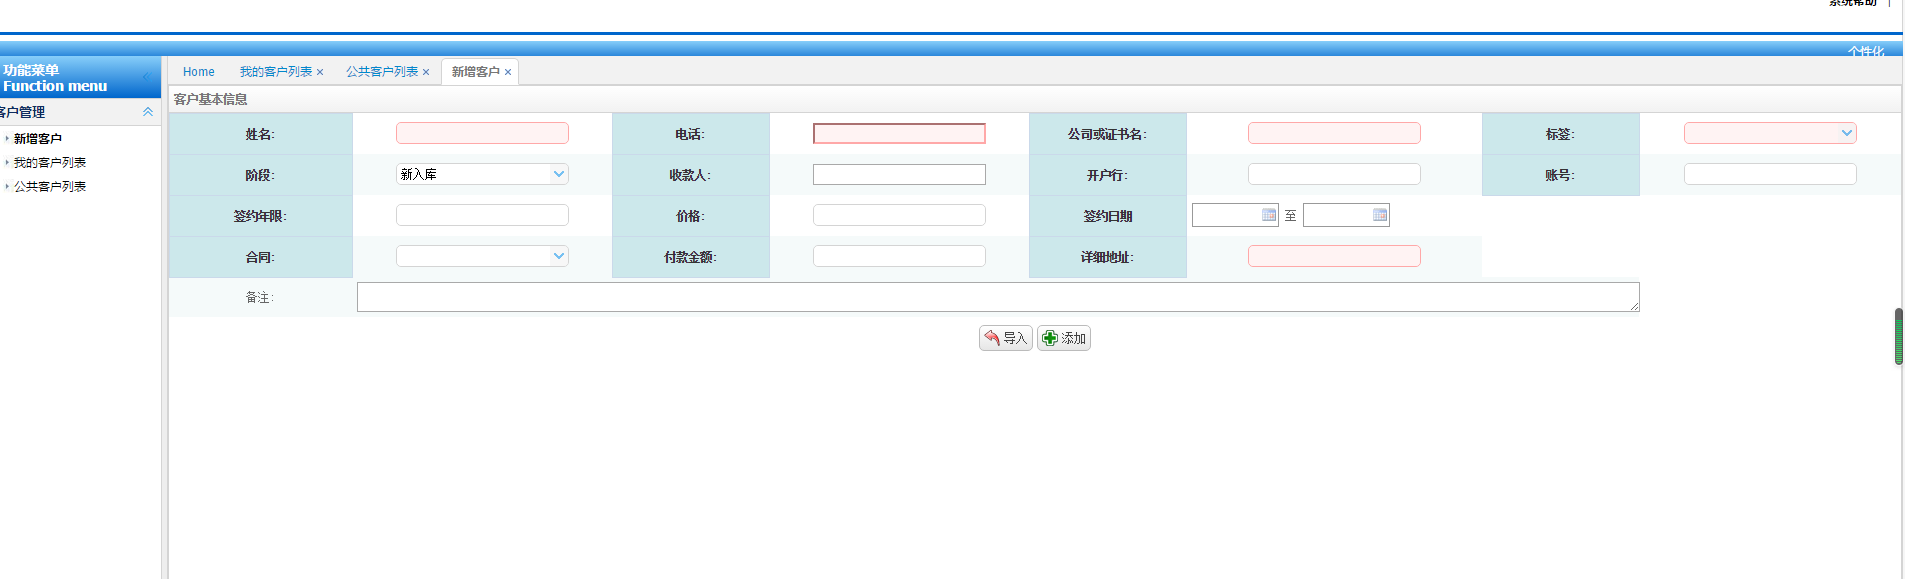 系统帮助 |
个性化
功能菜单
Function menu
客户管理
新增客户
我的客户列表
公共客户列表
Home 我的客户列表 × 公共客户列表 × 新增客户 ×
客户基本信息
姓名: 电话: 公司或证书名: 标签:
阶段: 新入库 收款人: 开户行: 账号:
签约年限: 价格: 签约日期 至
合同: 付款金额: 详细地址:
备注:
导入 添加